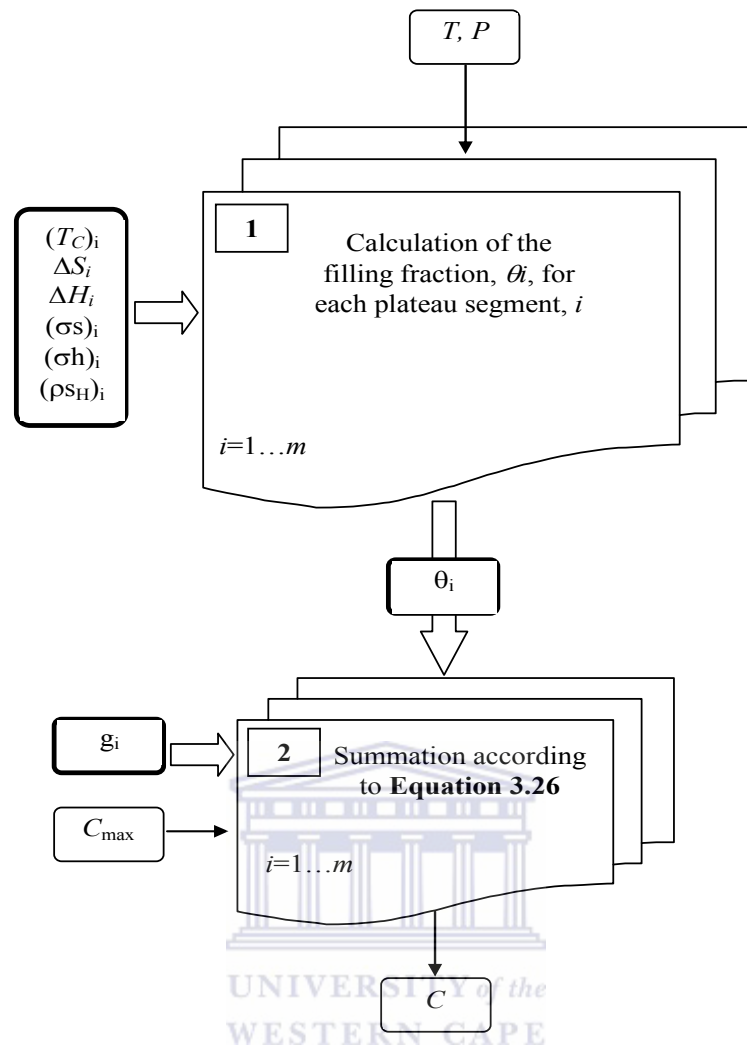 T, P
1
Calculation of the
filling fraction, θi, for
each plateau segment, i
(T_C)_i
ΔS_i
ΔH_i
(σs)_i
(σh)_i
(ρs_H)_i
i=1…m
θ_i
g_i
2
Summation according
to Equation 3.26
C_max
i=1…m
UNIVERSITY of the
C
WESTERN CAPE